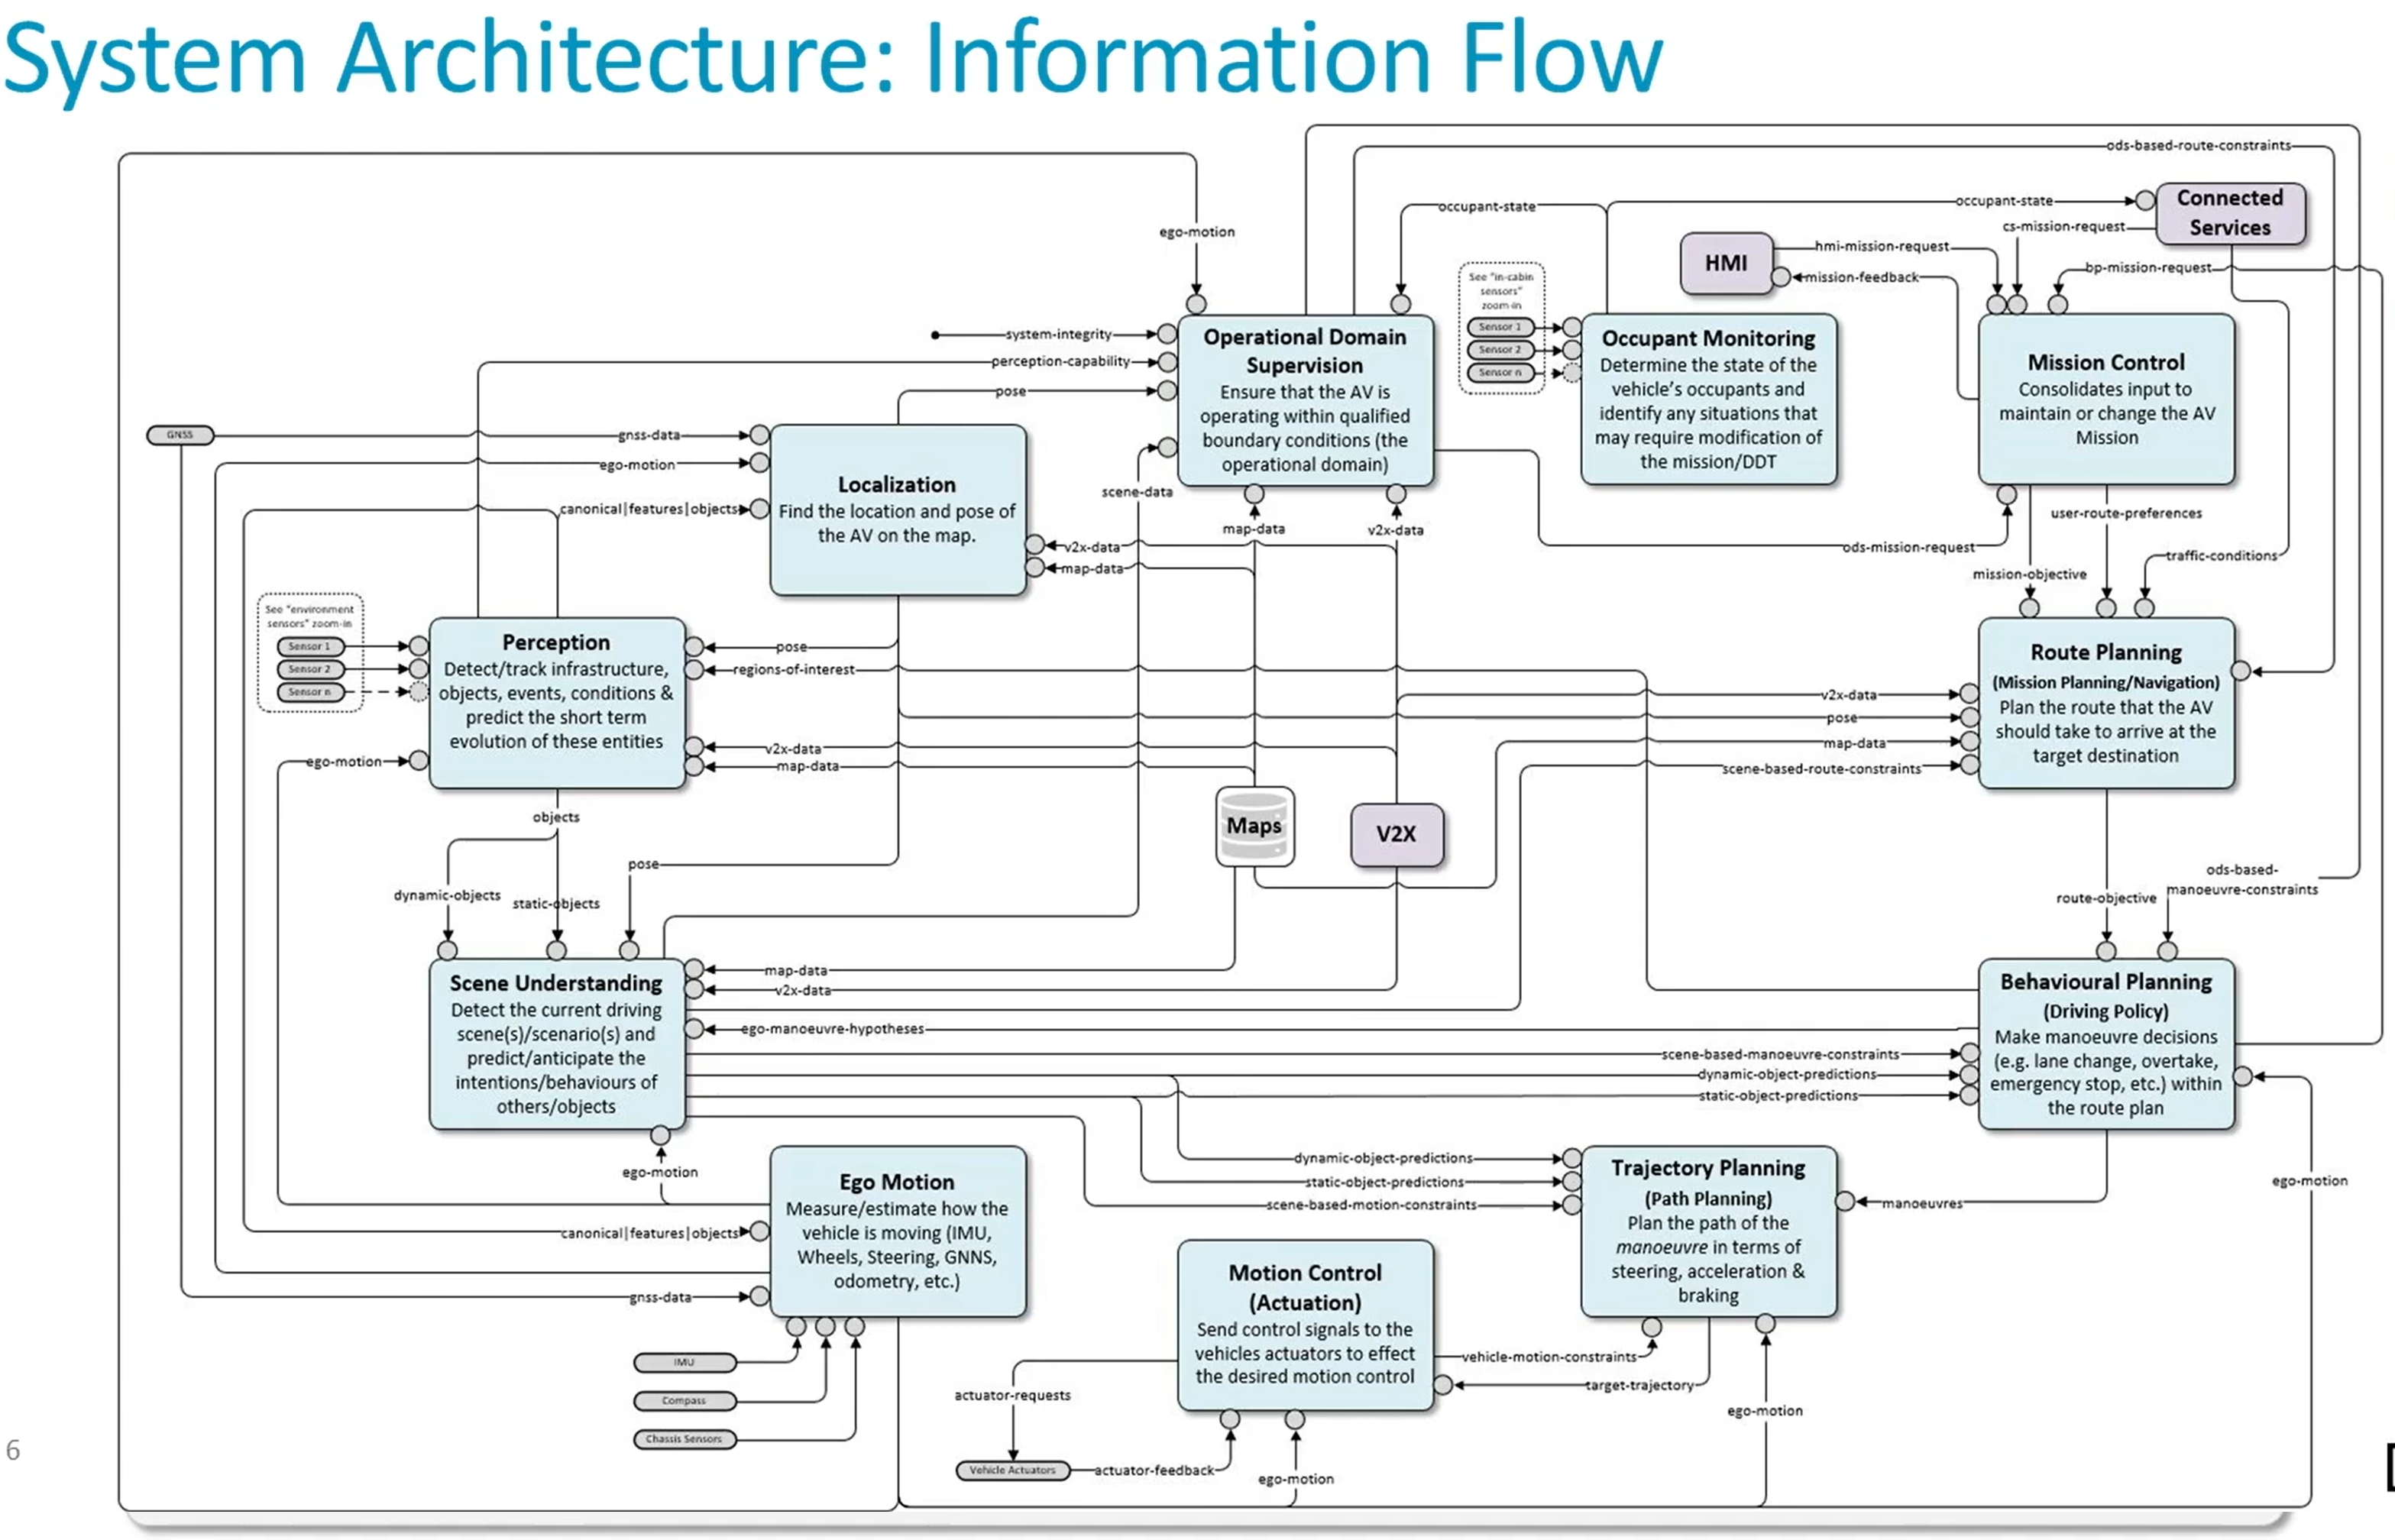 System Architecture: Information Flow
ods-based-route-constraints
occupant-state
occupant-state
Connected
Services
cs-mission-request
ego-motion
HMI
hmi-mission-request
mission-feedback
bp-mission-request
See "in-cabin
sensors"
zoom-in
Sensor 1
Sensor 2
Sensor n
system-integrity
perception-capability
pose
Operational Domain
Supervision
Ensure that the AV is
operating within qualified
boundary conditions (the
operational domain)
Occupant Monitoring
Determine the state of the
vehicle's occupants and
identify any situations that
may require modification of
the mission/DDT
Mission Control
Consolidates input to
maintain or change the AV
Mission
GNSS
gnss-data
ego-motion
canonical|features|objects
Localization
Find the location and pose of
the AV on the map.
scene-data
map-data
v2x-data
v2x-data
map-data
ods-mission-request
user-route-preferences
traffic-conditions
mission-objective
See "environment
sensors" zoom-in
Sensor 1
Sensor 2
Sensor n
ego-motion
Perception
Detect/track infrastructure,
objects, events, conditions &
predict the short term
evolution of these entities
pose
regions-of-interest
v2x-data
map-data
v2x-data
pose
map-data
scene-based-route-constraints
Route Planning
(Mission Planning/Navigation)
Plan the route that the AV
should take to arrive at the
target destination
Maps
V2X
objects
pose
dynamic-objects
static-objects
ods-based-
manoeuvre-constraints
route-objective
Scene Understanding
Detect the current driving
scene(s)/scenario(s) and
predict/anticipate the
intentions/behaviours of
others/objects
map-data
v2x-data
ego-manoeuvre-hypotheses
scene-based-manoeuvre-constraints
dynamic-object-predictions
static-object-predictions
Behavioural Planning
(Driving Policy)
Make manoeuvre decisions
(e.g. lane change, overtake,
emergency stop, etc.) within
the route plan
ego-motion
Ego Motion
Measure/estimate how the
vehicle is moving (IMU,
Wheels, Steering, GNNS,
odometry, etc.)
canonical|features|objects
gnss-data
dynamic-object-predictions
static-object-predictions
scene-based-motion-constraints
Trajectory Planning
(Path Planning)
Plan the path of the
manoeuvre in terms of
steering, acceleration &
braking
manoeuvres
ego-motion
Motion Control
(Actuation)
Send control signals to the
vehicles actuators to effect
the desired motion control
vehicle-motion-constraints
target-trajectory
IMU
Compass
Chassis Sensors
actuator-requests
Vehicle Actuators
actuator-feedback
ego-motion
ego-motion
6